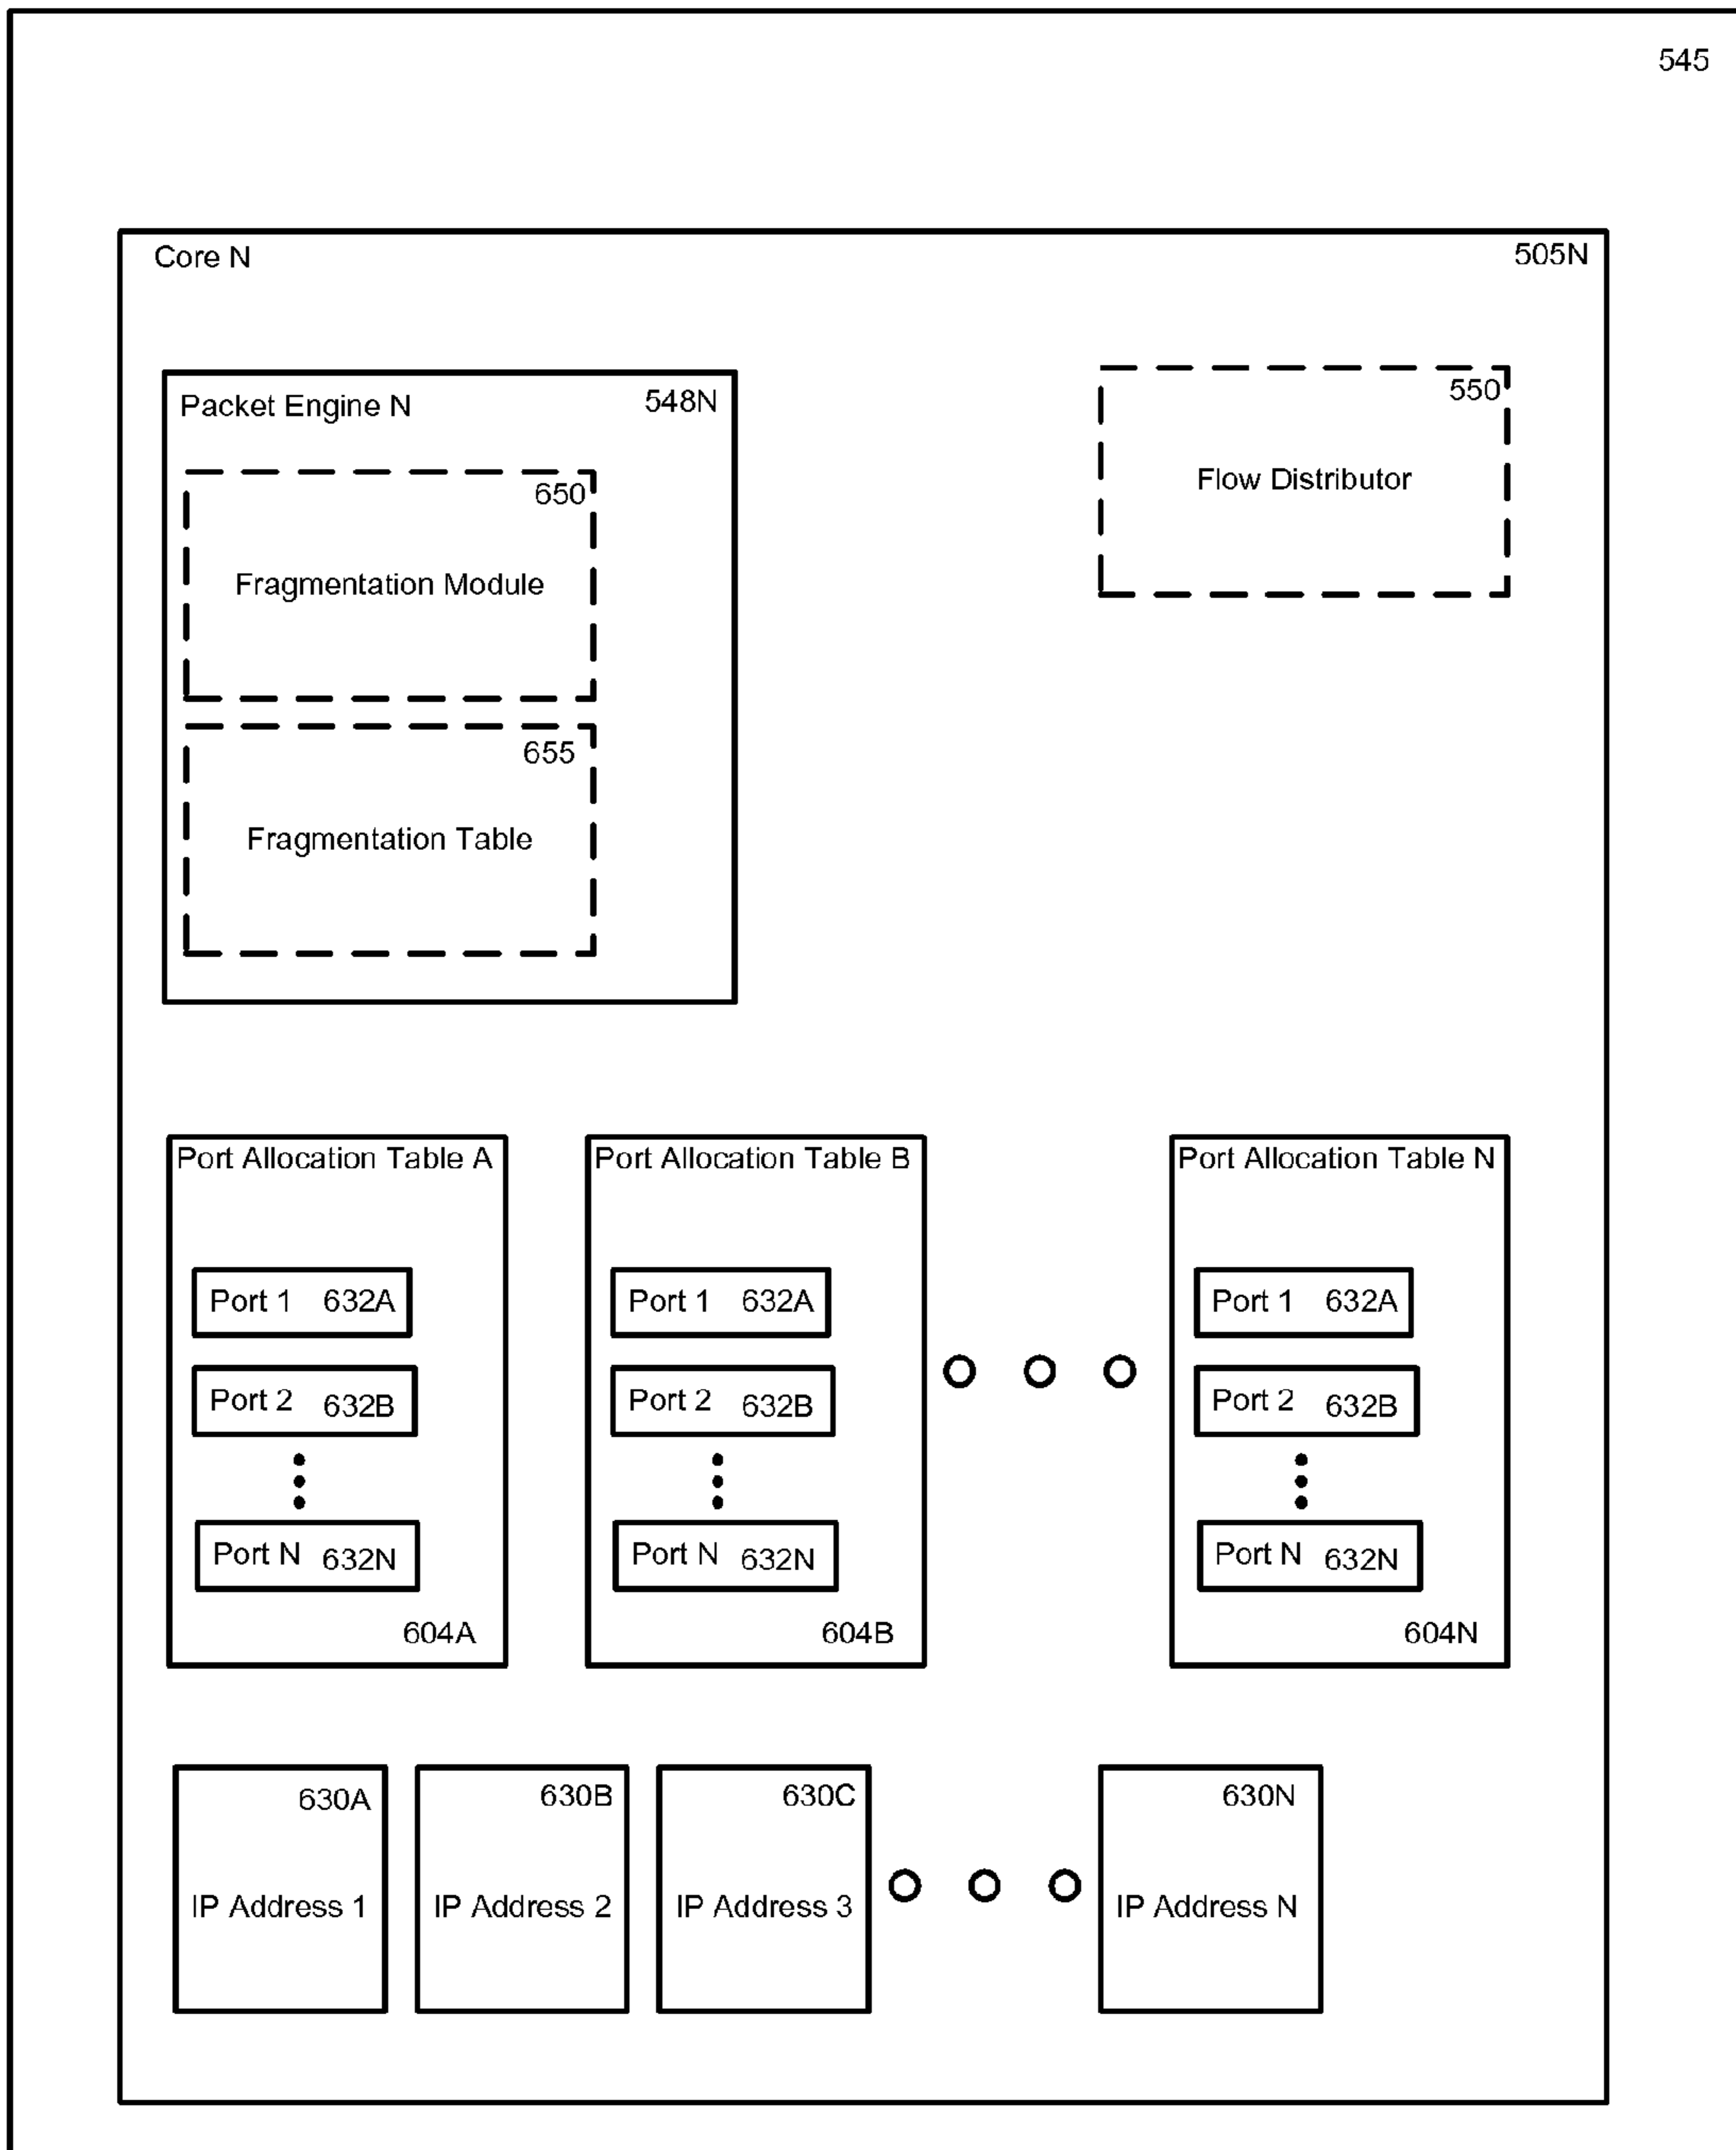 545
Core N 505N
Packet Engine N 548N
650
Fragmentation Module
655
Fragmentation Table
550
Flow Distributor
Port Allocation Table A
Port 1 632A
Port 2 632B
Port N 632N
604A
Port Allocation Table B
Port 1 632A
Port 2 632B
Port N 632N
604B
Port Allocation Table N
Port 1 632A
Port 2 632B
Port N 632N
604N
630A
IP Address 1
630B
IP Address 2
630C
IP Address 3
630N
IP Address N